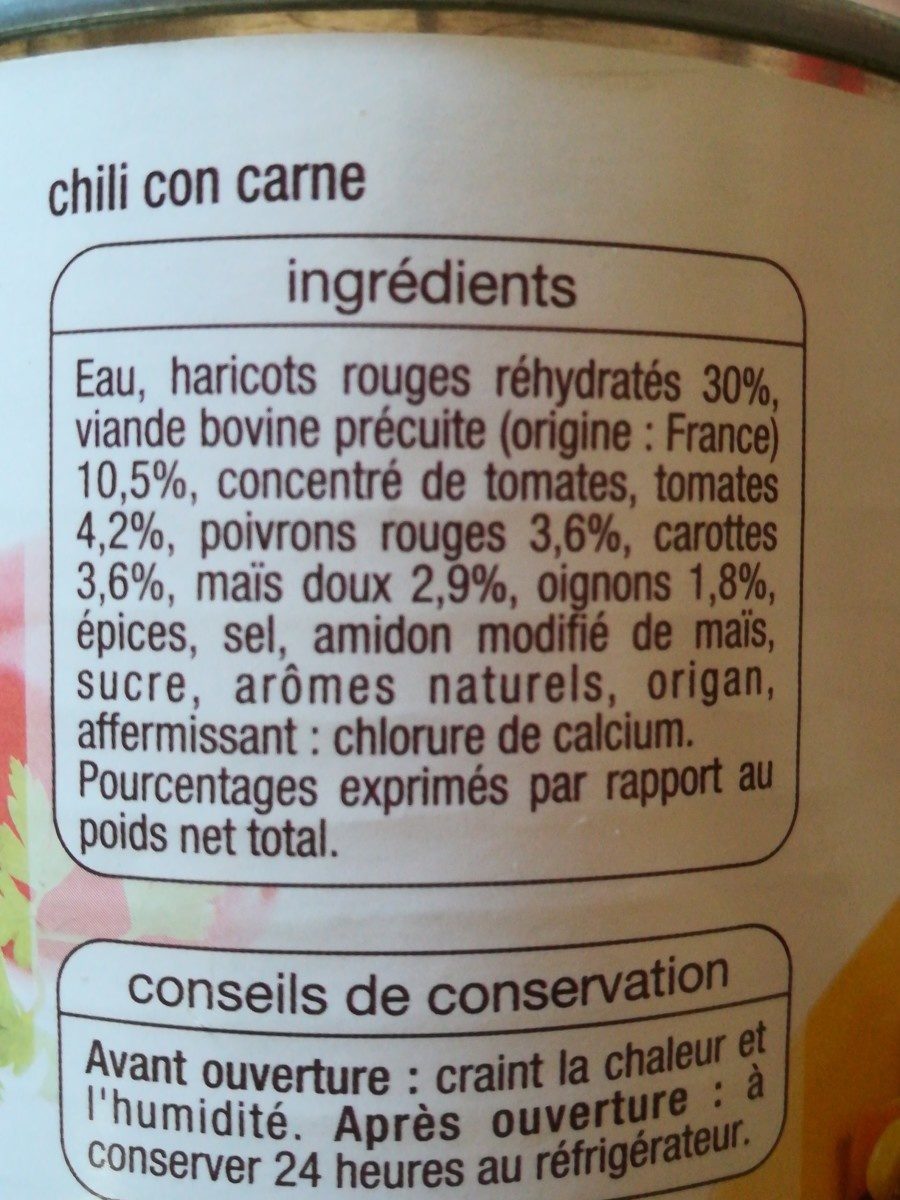 chili con carne
ingrédients
Eau, haricots rouges réhydratés 30%,
viande bovine précuite (origine : France)
10,5%, concentré de tomates, tomates
4,2%, poivrons rouges 3,6%, carottes
3,6%, maïs doux 2,9%, oignons 1,8%,
épices, sel, amidon modifié de maïs,
sucre, arômes naturels, origan,
affermissant : chlorure de calcium.
Pourcentages exprimés par rapport au
poids net total.
conseils de conservation
Avant ouverture : craint la chaleur et
l'humidité. Après ouverture : à
conserver 24 heures au réfrigérateur.